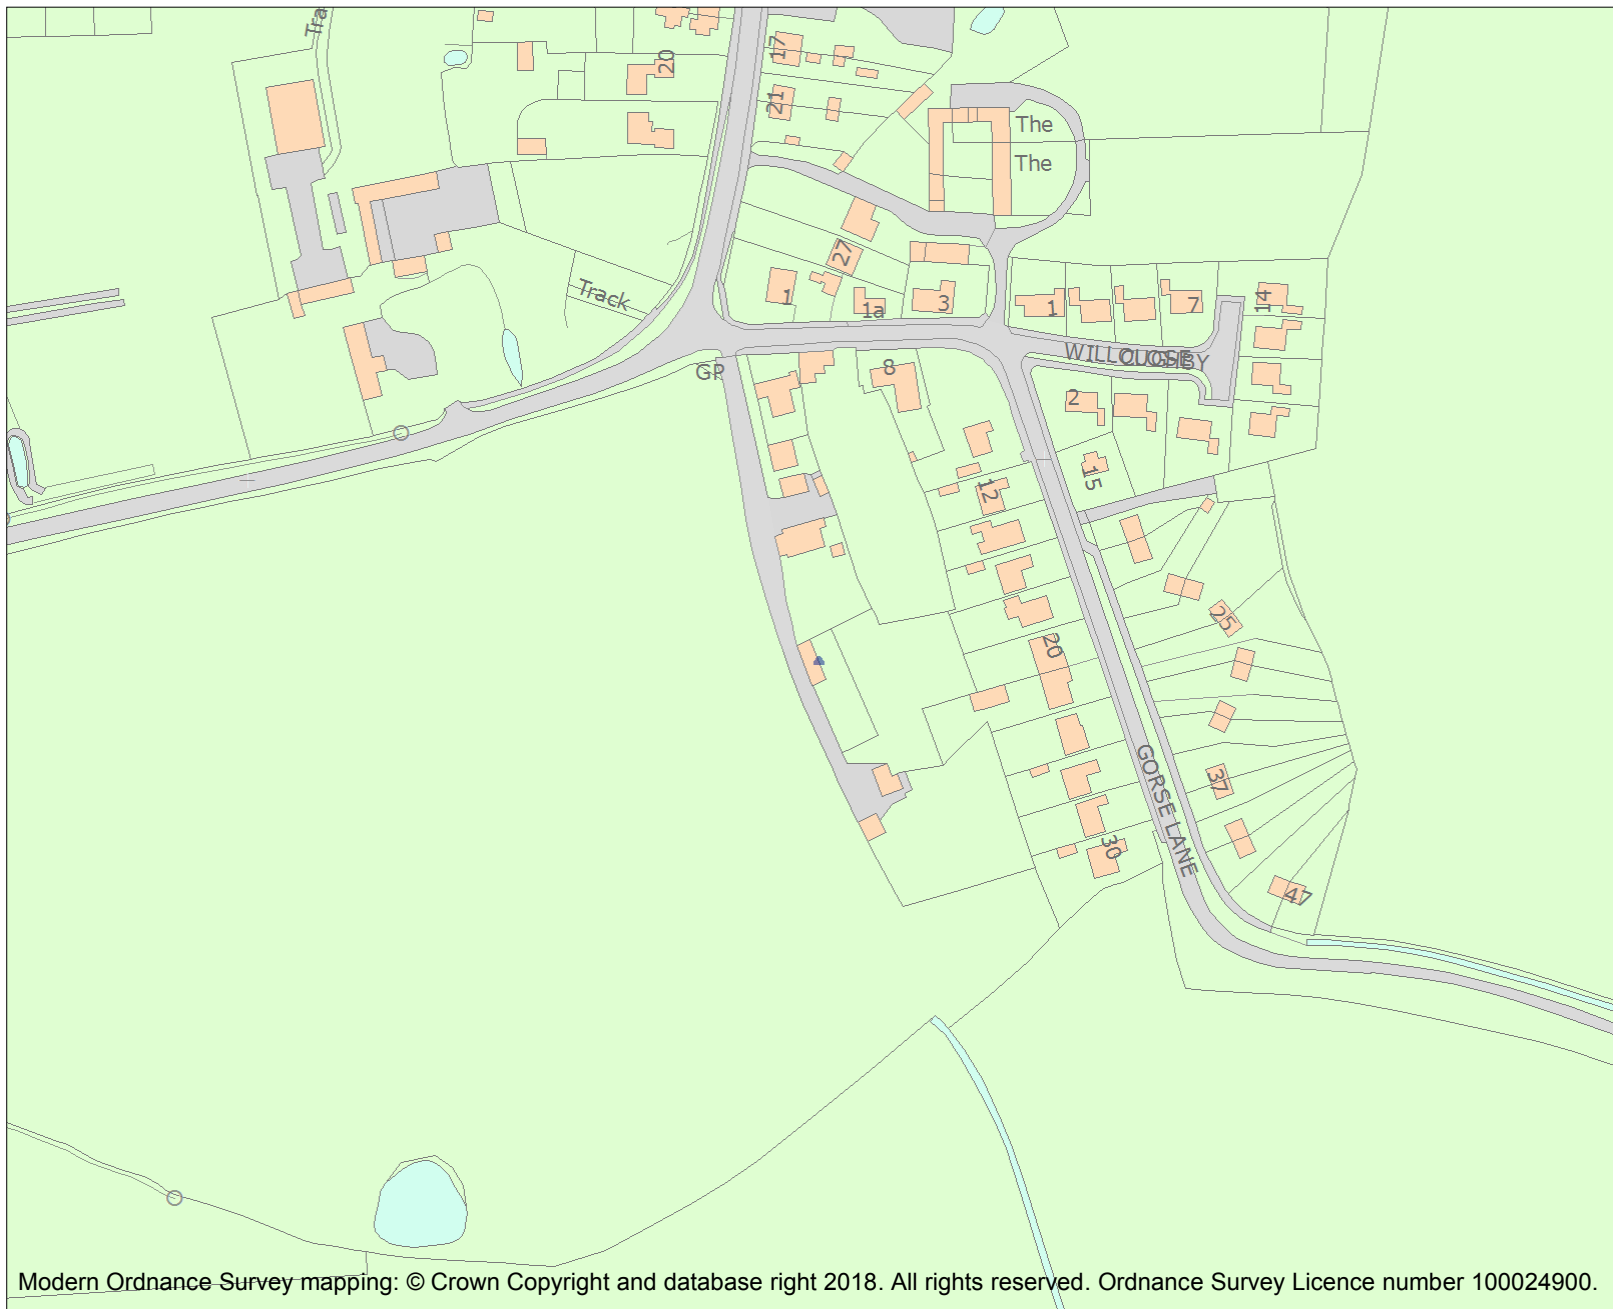 Tra
20
17
21
The
The
27
1
1a
3
1
7
14
Track
GP
8
WILLOUGHBY
CLOSE
2
15
12
25
20
37
GORSE LANE
30
47
Modern Ordnance Survey mapping: © Crown Copyright and database right 2018. All rights reserved. Ordnance Survey Licence number 100024900.